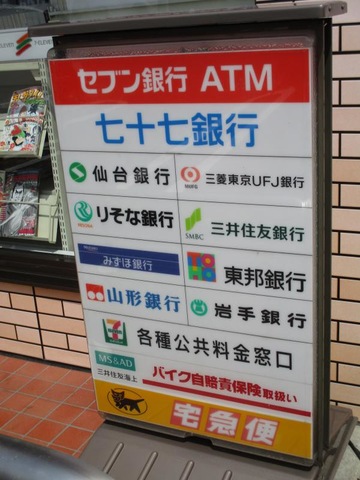 セブン銀行 ATM
七十七銀行
仙台銀行
MUFG 三菱東京UFJ銀行
RESONA りそな銀行
SMBC 三井住友銀行
みずほ銀行
TOHO 東邦銀行
山形銀行
岩手銀行
各種公共料金窓口
MS&AD
三井住友海上
バイク自賠責保険取扱い
宅急便